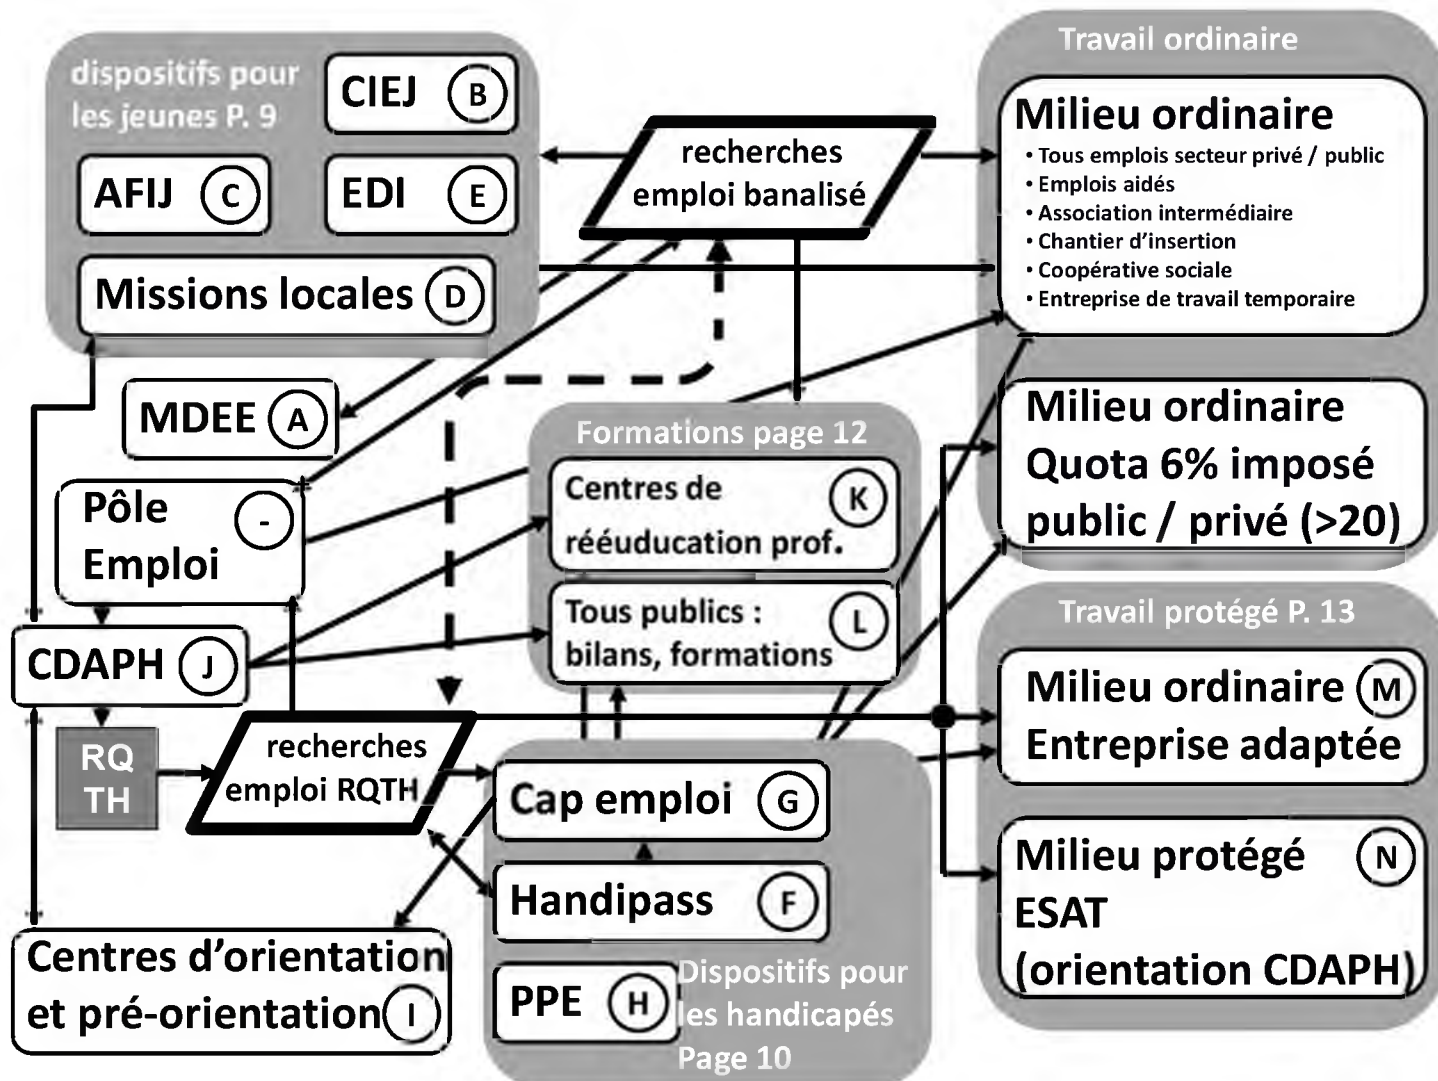 dispositifs pour
les jeunes P. 9
CIEJ B
AFIJ C
EDI E
Missions locales D
MDEE A
Pôle -
Emploi
CDAPH J
RQ
TH
recherches
emploi banalisé
recherches
emploi RQTH
Formations page 12
Centres de K
rééuducation prof.
Tous publics : L
bilans, formations
Cap emploi G
Handipass F
PPE H
Dispositifs pour
les handicapés
Page 10
Centres d'orientation
et pré-orientation I
Travail ordinaire
Milieu ordinaire
• Tous emplois secteur privé / public
• Emplois aidés
• Association intermédiaire
• Chantier d'insertion
• Coopérative sociale
• Entreprise de travail temporaire
Milieu ordinaire
Quota 6% imposé
public / privé (>20)
Travail protégé P. 13
Milieu ordinaire M
Entreprise adaptée
Milieu protégé N
ESAT
(orientation CDAPH)